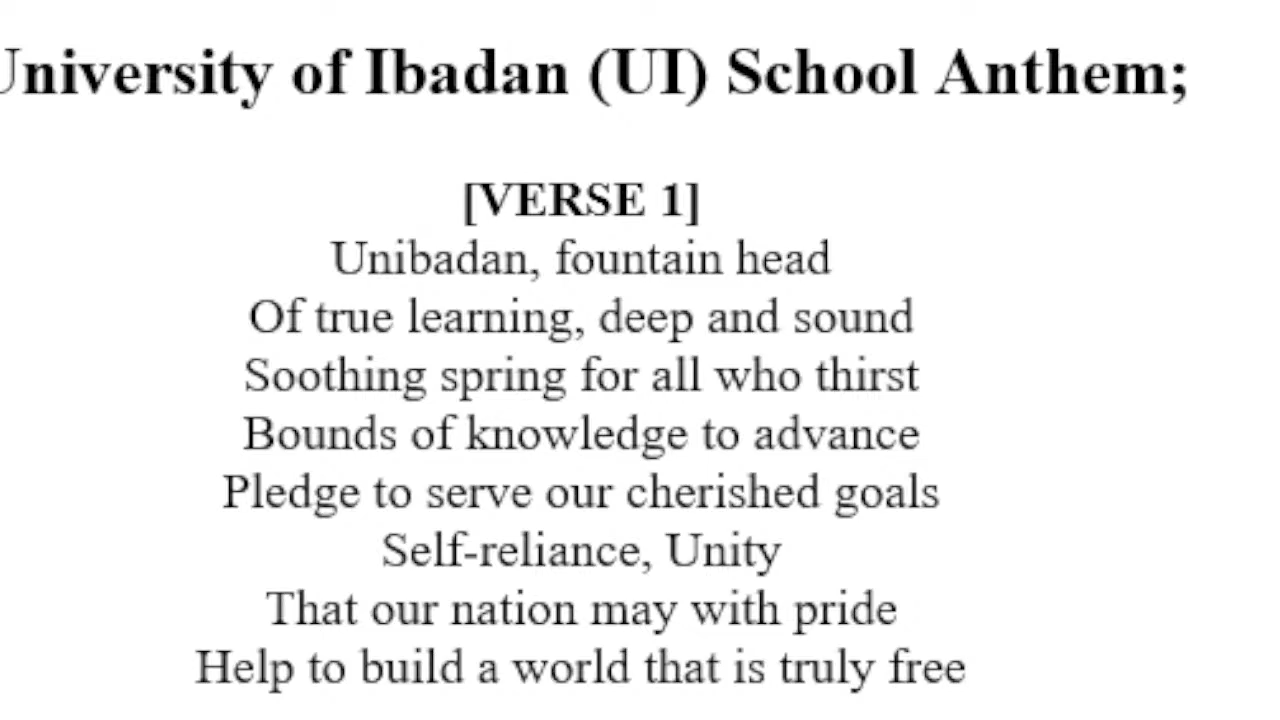 University of Ibadan (UI) School Anthem;
[VERSE 1]
Unibadan, fountain head
Of true learning, deep and sound
Soothing spring for all who thirst
Bounds of knowledge to advance
Pledge to serve our cherished goals
Self-reliance, Unity
That our nation may with pride
Help to build a world that is truly free